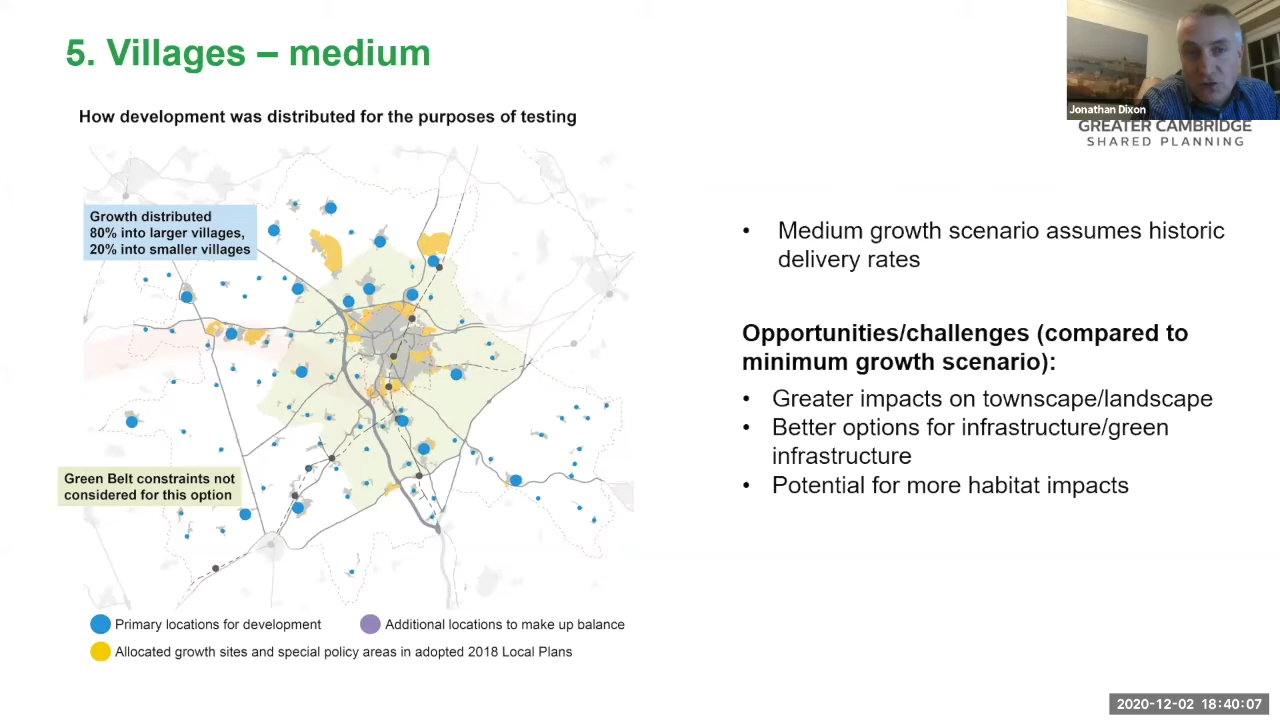 5. Villages – medium
How development was distributed for the purposes of testing
Jonathan Dixon
GREATER CAMBRIDGE
SHARED PLANNING
Growth distributed
80% into larger villages,
20% into smaller villages
Green Belt constraints not
considered for this option
Primary locations for development
Additional locations to make up balance
Allocated growth sites and special policy areas in adopted 2018 Local Plans
• Medium growth scenario assumes historic
delivery rates
Opportunities/challenges (compared to
minimum growth scenario):
• Greater impacts on townscape/landscape
• Better options for infrastructure/green
infrastructure
• Potential for more habitat impacts
2020-12-02 18:40:07